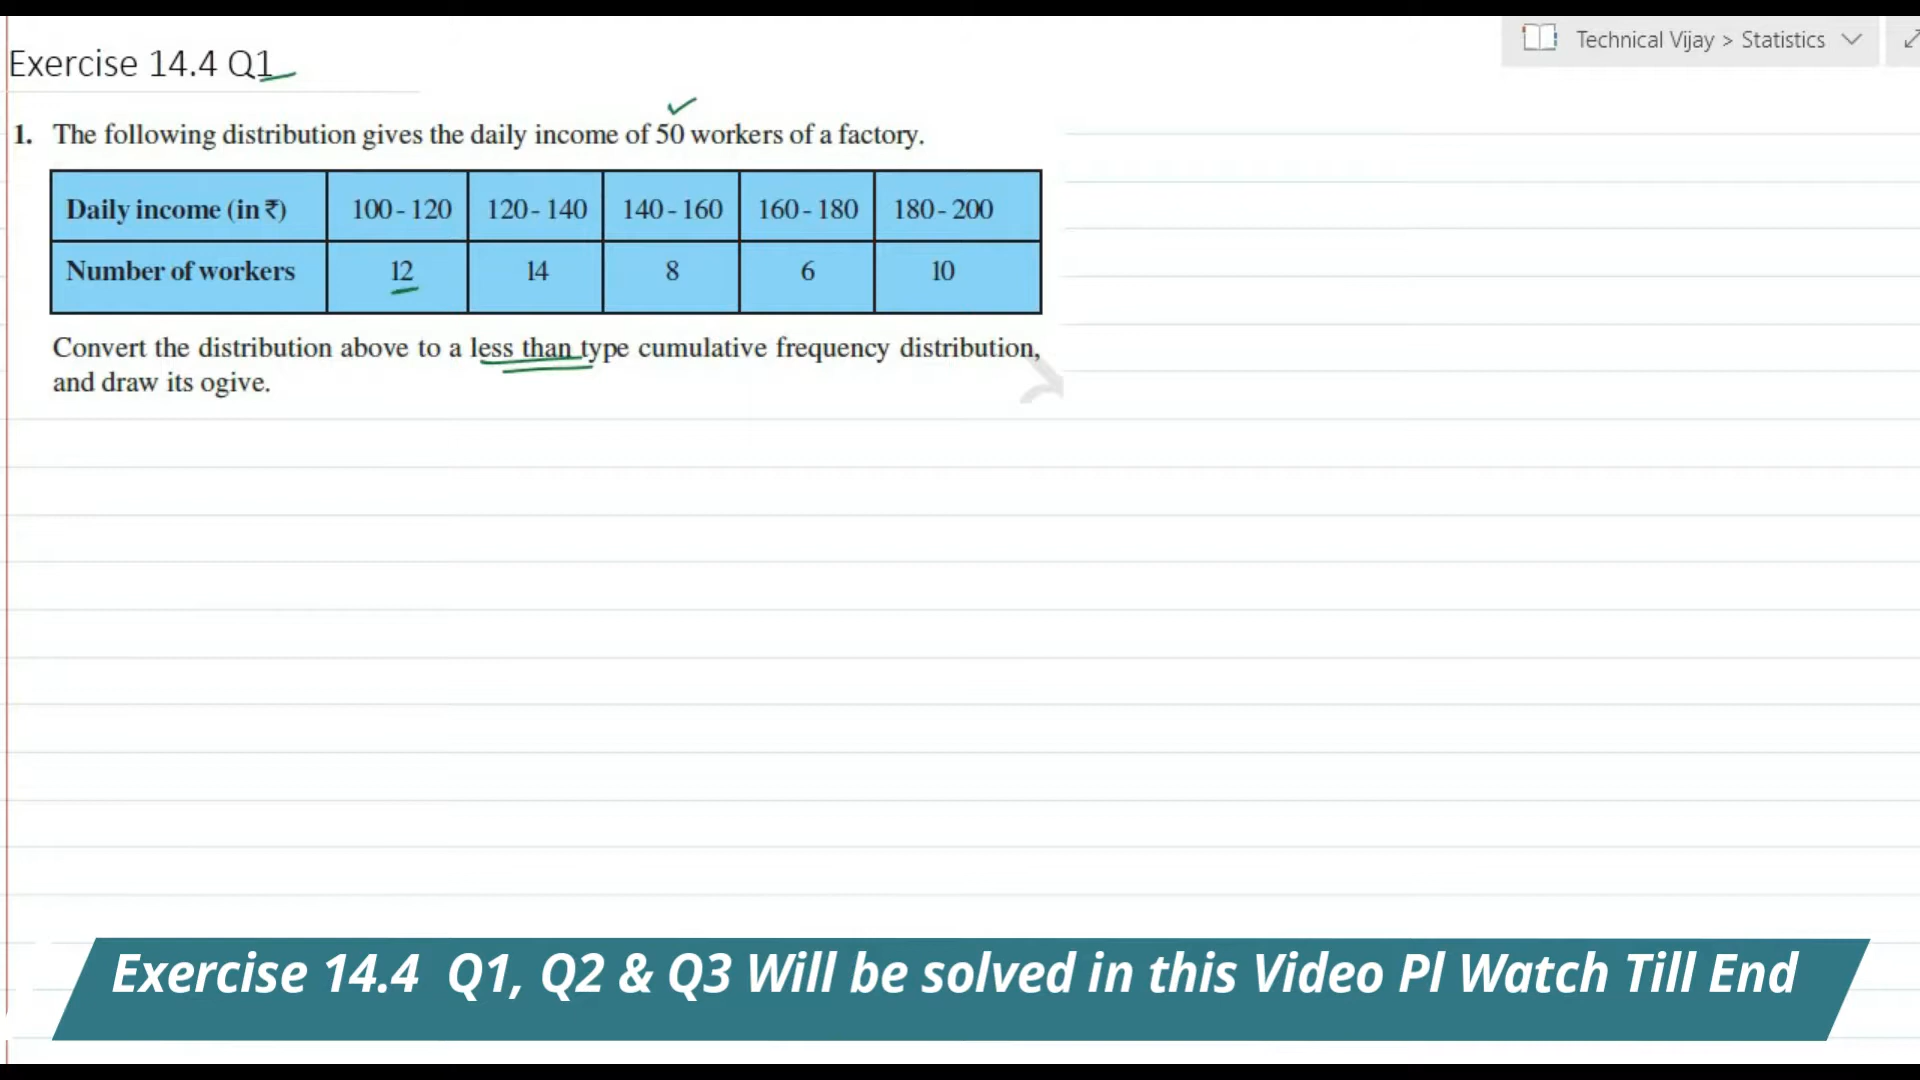 Technical Vijay > Statistics
Exercise 14.4 Q1
1. The following distribution gives the daily income of 50 workers of a factory.
Daily income (in ₹) 100-120 120-140 140-160 160-180 180-200
Number of workers 12 14 8 6 10
Convert the distribution above to a less than type cumulative frequency distribution,
and draw its ogive.
Exercise 14.4 Q1, Q2 & Q3 Will be solved in this Video Pl Watch Till End